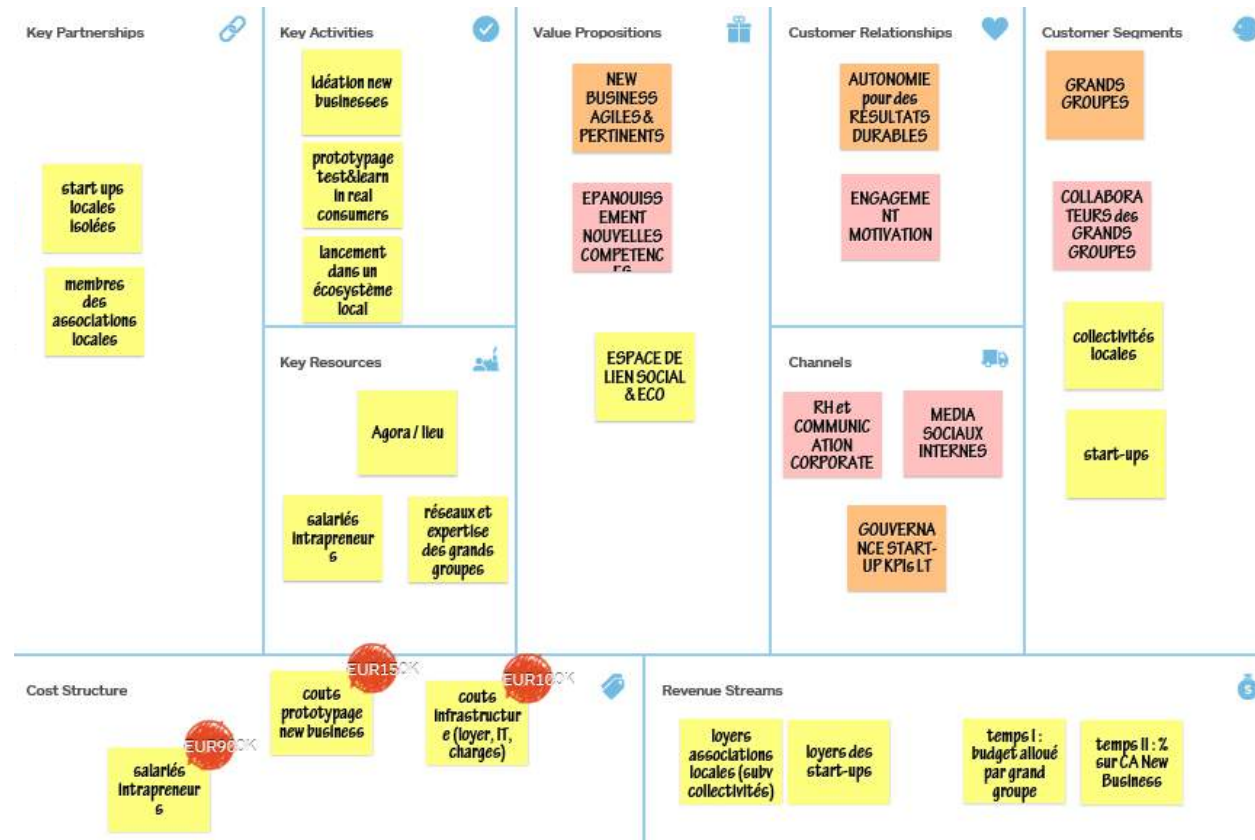 Key Partnerships
start ups
locales
isolées
membres
des
associations
locales
Key Activities
Idéation new
businesses
prototypage
test&learn
in real
consumers
lancement
dans un
écosystème
local
Key Resources
Agora / lieu
salariés
intrapreneur
s
réseaux et
expertise
des grands
groupes
Value Propositions
NEW
BUSINESS
AGILES &
PERTINENTS
EPANOUISS
EMENT
NOUVELLES
COMPETENC
ES
ESPACE DE
LIEN SOCIAL
& ECO
Customer Relationships
AUTONOMIE
pour des
RÉSULTATS
DURABLES
ENGAGEME
NT
MOTIVATION
Channels
RH et
COMMUNIC
ATION
CORPORATE
MEDIA
SOCIAUX
INTERNES
GOUVERNA
NCE START-
UP KPIs LT
Customer Segments
GRANDS
GROUPES
COLLABORA
TEURS des
GRANDS
GROUPES
collectivités
locales
start-ups
Cost Structure
EUR900K
salariés
intrapreneur
s
EUR150K
couts
prototypage
new business
EUR100K
couts
infrastructur
e (loyer, IT,
charges)
Revenue Streams
loyers
associations
locales (subv
collectivités)
loyers des
start-ups
temps I :
budget alloué
par grand
groupe
temps II : %
sur CA New
Business